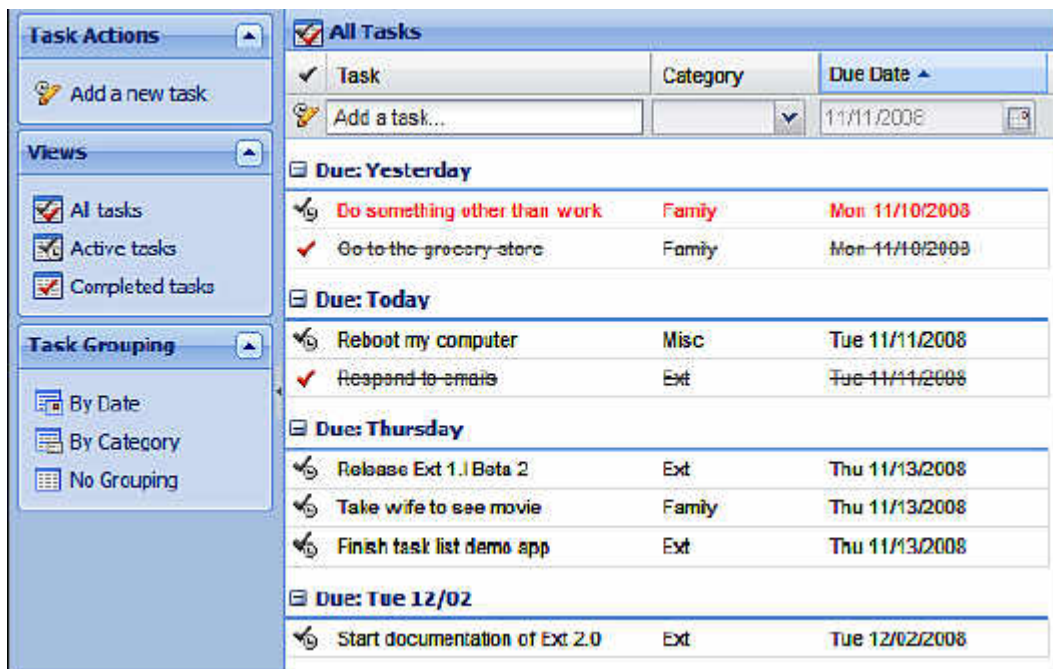 Task Actions
Add a new task
Views
All tasks
Active tasks
Completed tasks
Task Grouping
By Date
By Category
No Grouping
All Tasks
Task Category Due Date
Add a task... 11/11/2008
Due: Yesterday
Do something other than work Family Mon 11/10/2008
Go to the grocery store Family Mon 11/10/2008
Due: Today
Reboot my computer Misc Tue 11/11/2008
Respond to emails Ext Tue 11/11/2008
Due: Thursday
Release Ext 1.1 Beta 2 Ext Thu 11/13/2008
Take wife to see movie Family Thu 11/13/2008
Finish task list demo app Ext Thu 11/13/2008
Due: Tue 12/02
Start documentation of Ext 2.0 Ext Tue 12/02/2008